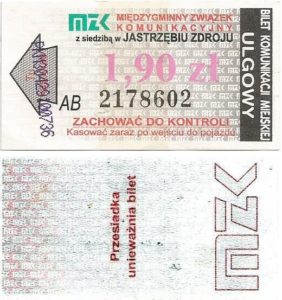 mzk MIĘDZYGMINNY ZWIĄZEK
KOMUNIKACYJNY
z siedzibą w JASTRZĘBIU ZDROJU
1,90 zł
AB 2178602
ZACHOWAĆ DO KONTROLI
Kasować zaraz po wejściu do pojazdu
BILET KOMUNIKACJI MIEJSKIEJ
ULGOWY
Przesiadka
unieważnia bilet
mzk